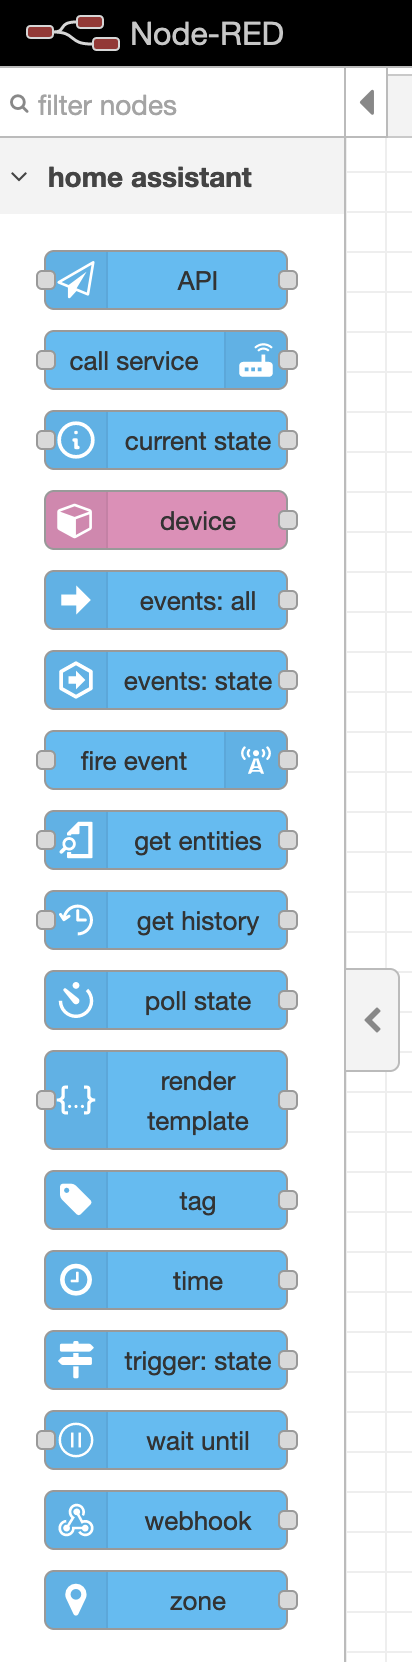 Node-RED
filter nodes
home assistant
API
call service
current state
device
events: all
events: state
fire event
get entities
get history
poll state
{...} render
template
tag
time
trigger: state
wait until
webhook
zone